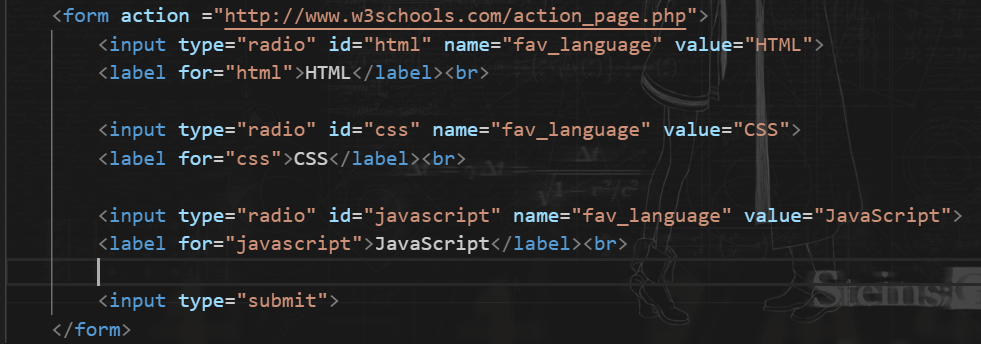 <form action ="http://www.w3schools.com/action_page.php">
<input type="radio" id="html" name="fav_language" value="HTML">
<label for="html">HTML</label><br>
<input type="radio" id="css" name="fav_language" value="CSS">
<label for="css">CSS</label><br>
<input type="radio" id="javascript" name="fav_language" value="JavaScript">
<label for="javascript">JavaScript</label><br>
Steins
<input type="submit">
</form>